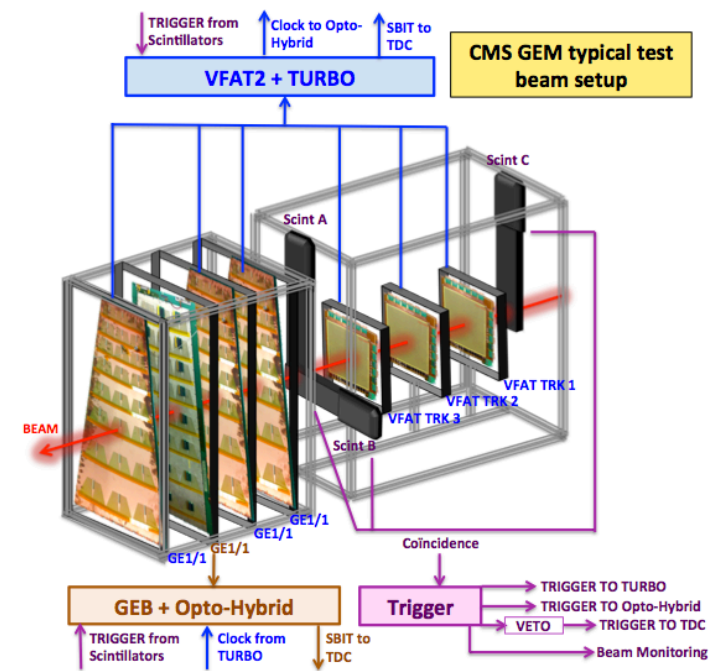 TRIGGER from
Scintillators
Clock to Opto-
Hybrid
SBIT to
TDC
VFAT2 + TURBO
CMS GEM typical test
beam setup
Scint C
Scint A
VFAT TRK 1
VFAT TRK 2
VFAT TRK 3
BEAM
Scint B
GE1/1
GE1/1
GE1/1
GE1/1
Coïncidence
GEB + Opto-Hybrid
Trigger
TRIGGER TO TURBO
TRIGGER TO Opto-Hybrid
VETO
TRIGGER TO TDC
Beam Monitoring
TRIGGER from
Scintillators
Clock from
TURBO
SBIT to
TDC